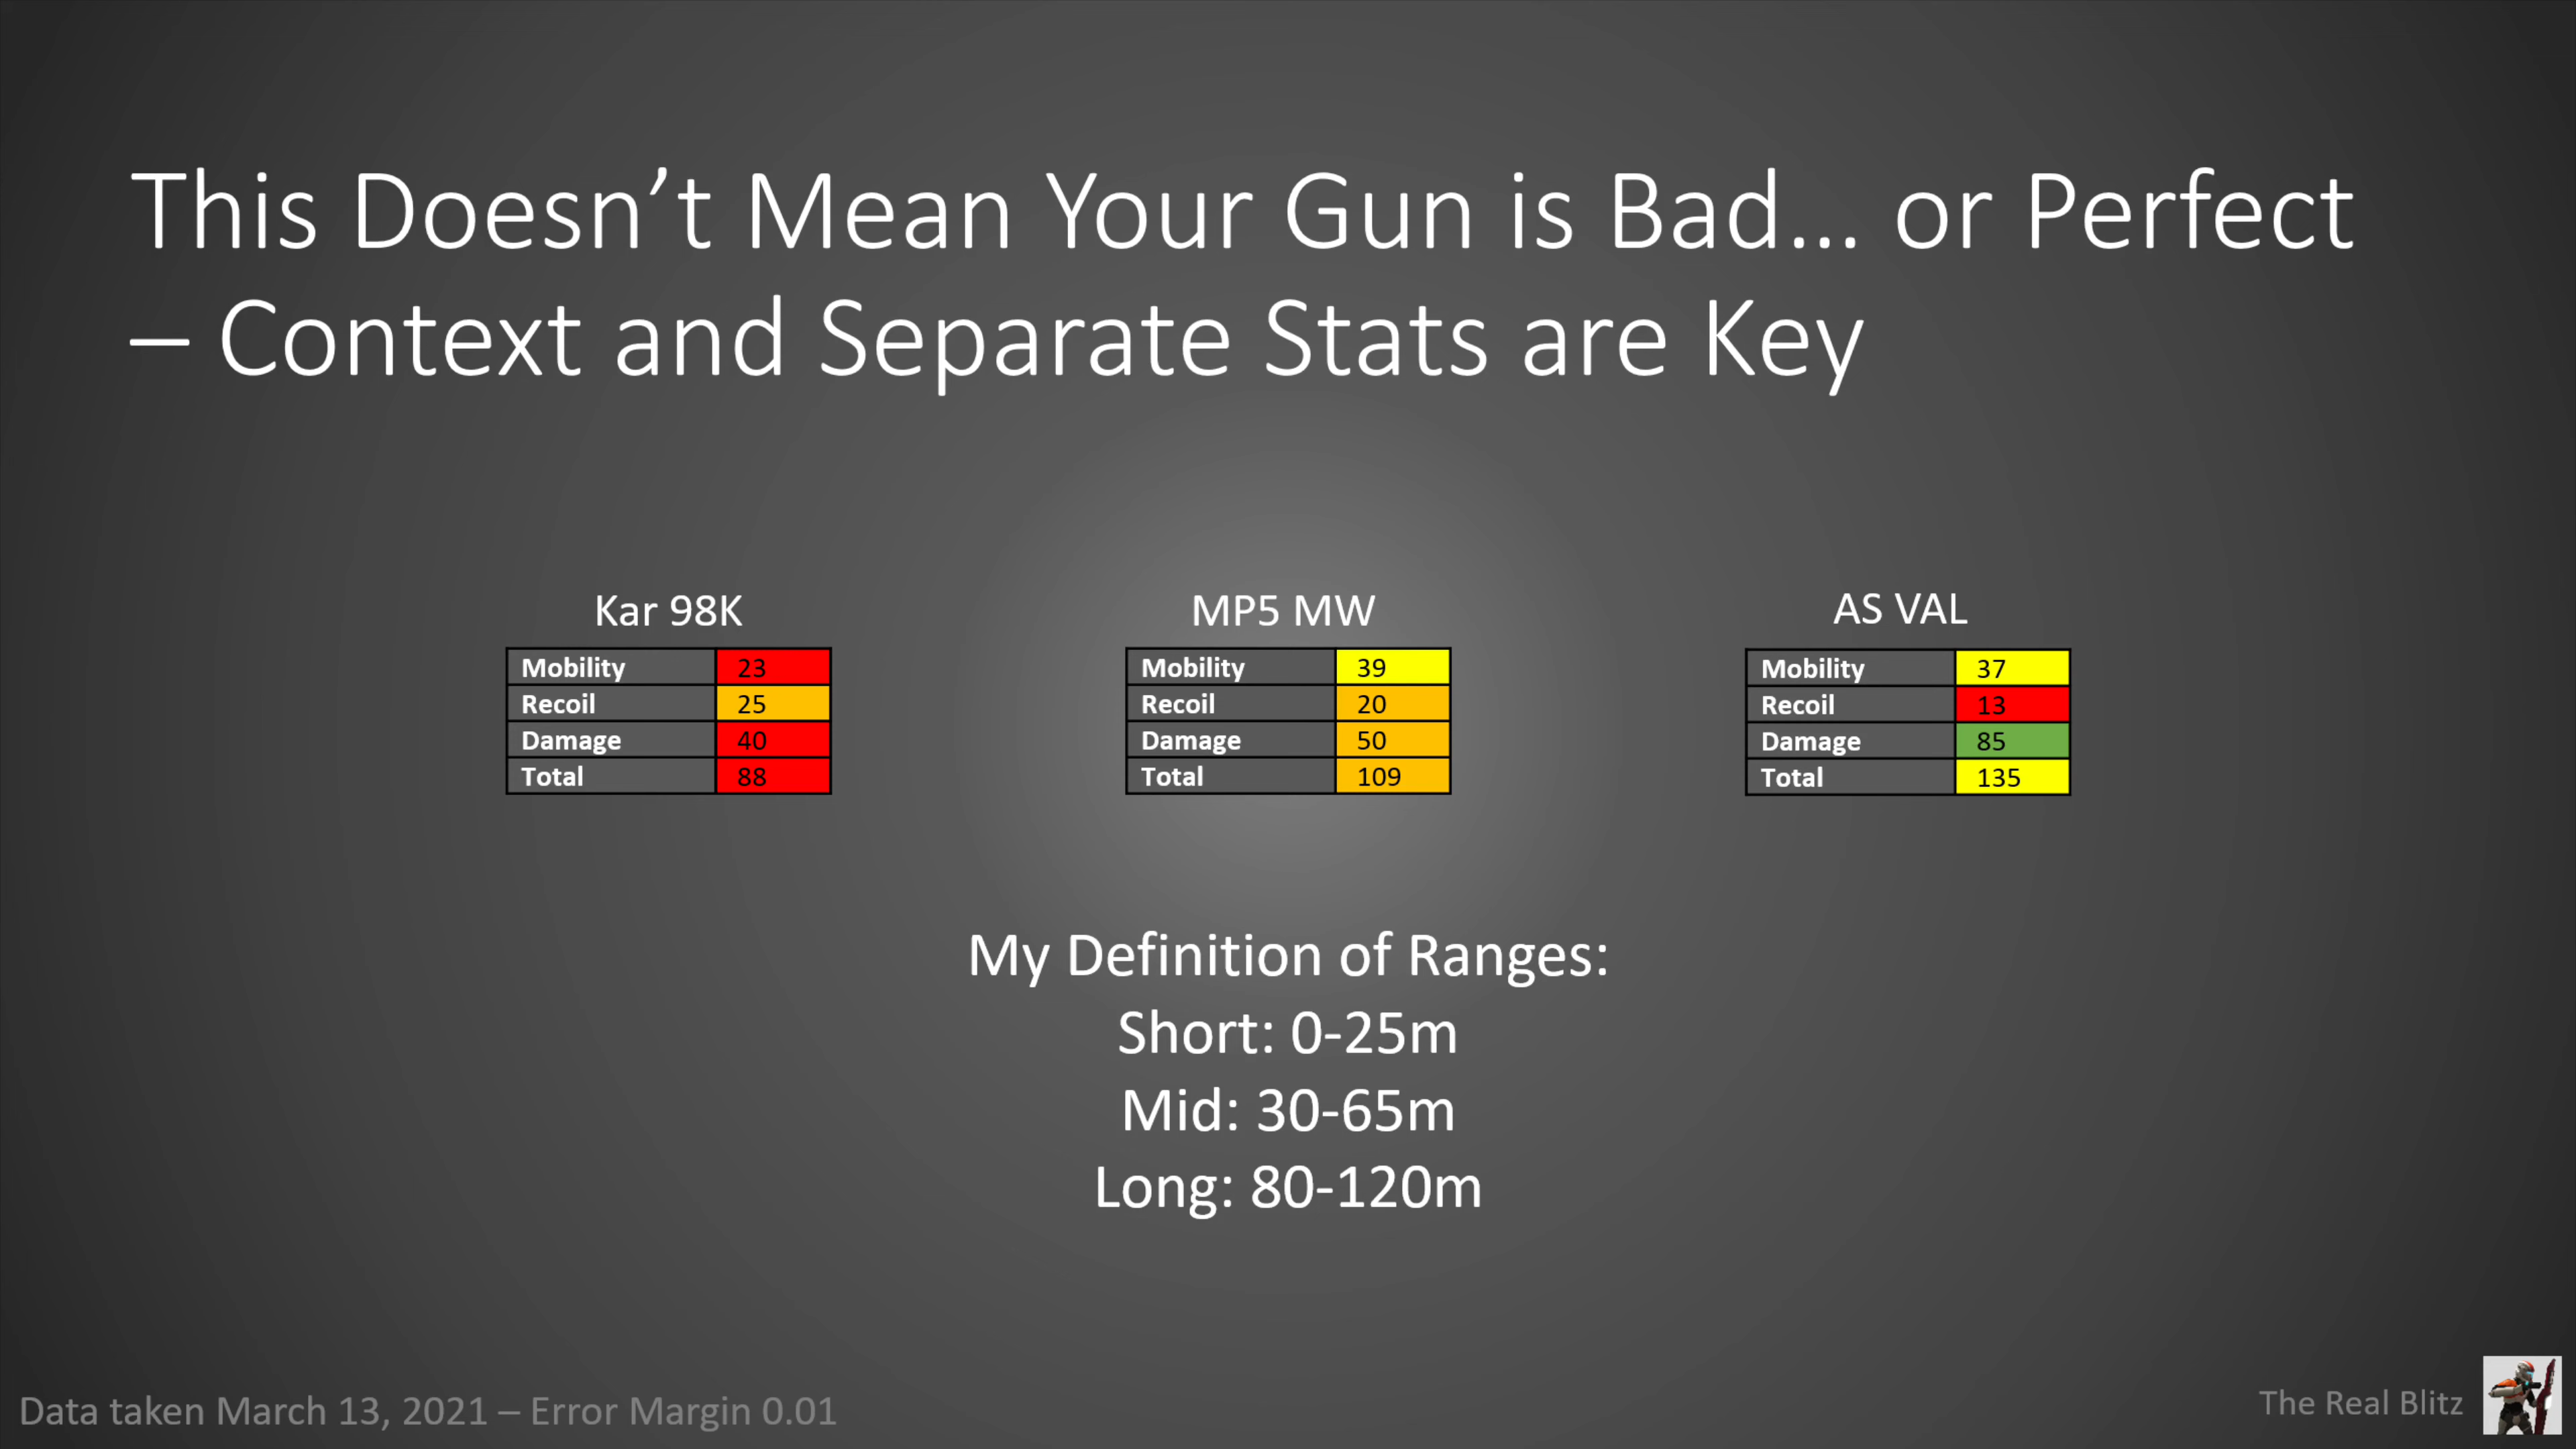 This Doesn’t Mean Your Gun is Bad… or Perfect
– Context and Separate Stats are Key
Kar 98K
Mobility 23
Recoil 25
Damage 40
Total 88
MP5 MW
Mobility 39
Recoil 20
Damage 50
Total 109
AS VAL
Mobility 37
Recoil 13
Damage 85
Total 135
My Definition of Ranges:
Short: 0-25m
Mid: 30-65m
Long: 80-120m
Data taken March 13, 2021 – Error Margin 0.01
The Real Blitz